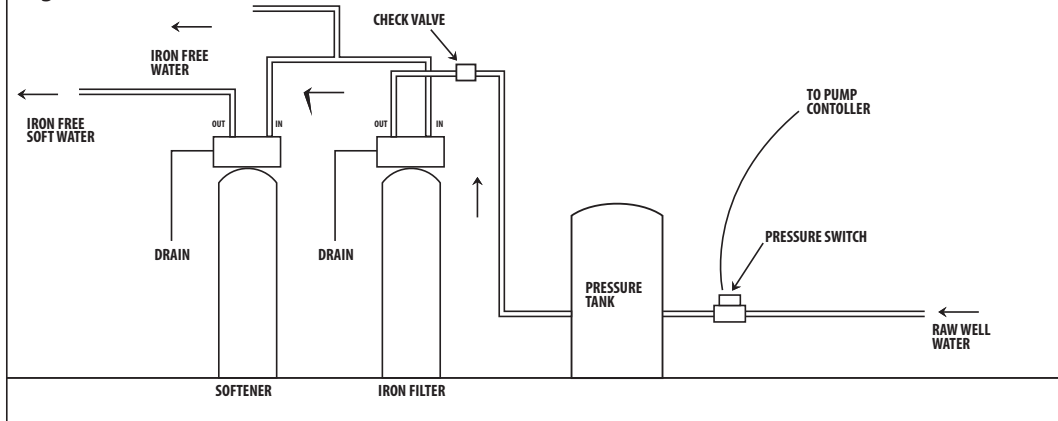 CHECK VALVE
IRON FREE
WATER
IRON FREE
SOFT WATER
OUT
IN
OUT
IN
TO PUMP
CONTOLLER
DRAIN
DRAIN
PRESSURE SWITCH
PRESSURE
TANK
RAW WELL
WATER
SOFTENER
IRON FILTER